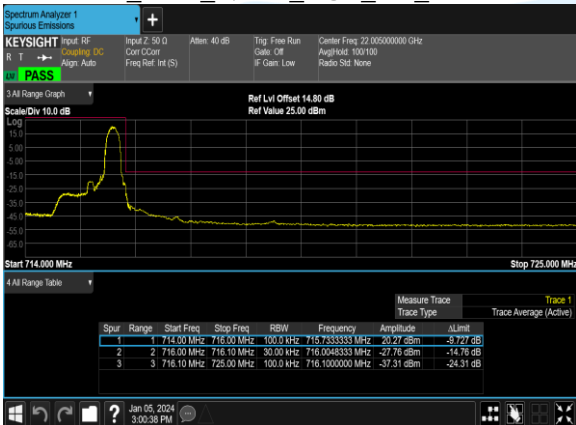 Spectrum Analyzer 1
Spurious Emissions
+
KEYSIGHT Input: RF Input Z: 50 Ω Atten: 40 dB Trig: Free Run Center Freq: 22.005000000 GHz
R T Coupling: DC Corr CCorr Gate: Off Avg|Hold: 100/100
Align: Auto Freq Ref: Int (S) IF Gain: Low Radio Std: None
LW PASS
3 All Range Graph
Ref Lvl Offset 14.80 dB
Scale/Div 10.0 dB Ref Value 25.00 dBm
Log
15.0
5.00
-5.00
-15.0
-25.0
-35.0
-45.0
-55.0
-65.0
Start 714.000 MHz Stop 725.000 MHz
4 All Range Table
Measure Trace Trace 1
Trace Type Trace Average (Active)
Spur Range Start Freq Stop Freq RBW Frequency Amplitude ΔLimit
1 1 714.00 MHz 716.00 MHz 100.0 kHz 715.7333333 MHz 20.27 dBm -9.727 dB
2 2 716.00 MHz 716.10 MHz 30.00 kHz 716.0048333 MHz -27.76 dBm -14.76 dB
3 3 716.10 MHz 725.00 MHz 100.0 kHz 716.1000000 MHz -37.31 dBm -24.31 dB
? Jan 05, 2024
3:00:38 PM